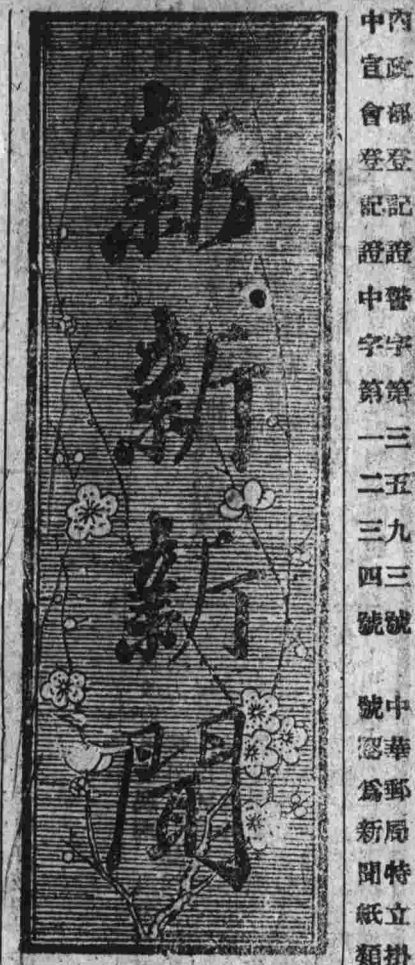 內政部登記證警字第三五九三號
中宣會登記證中字第一二三四號
中華郵局特立掛
號認爲新聞紙類
新新新聞